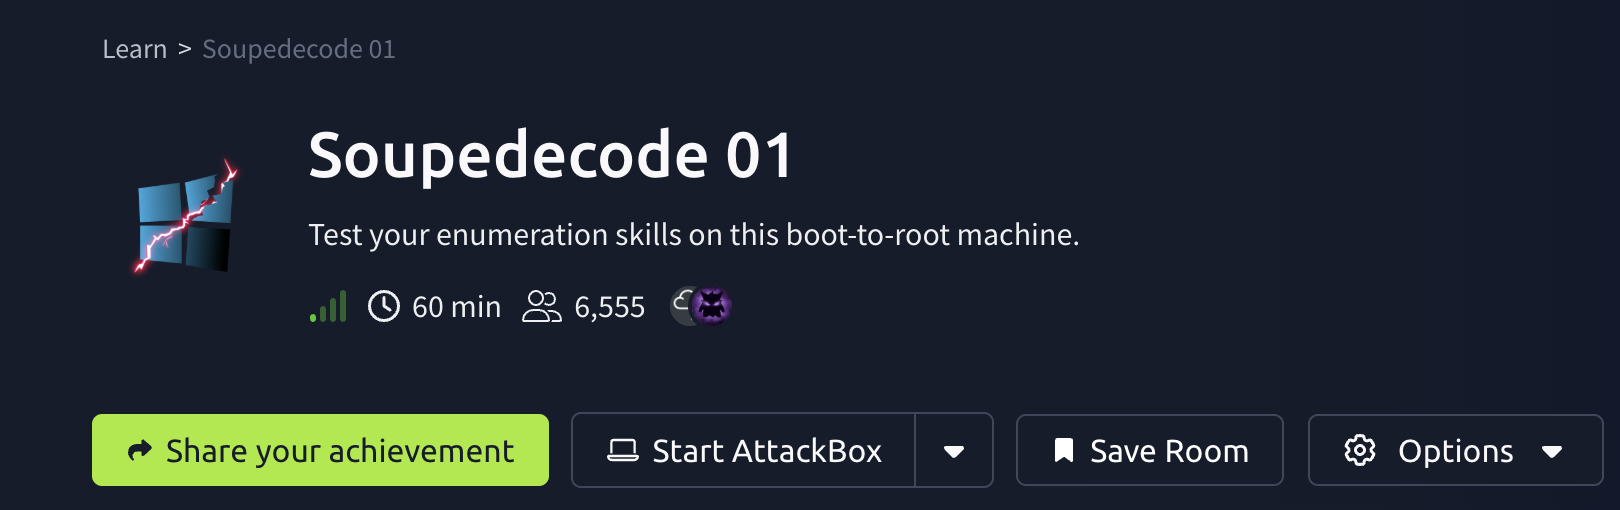 Learn > Soupedecode 01
Soupedecode 01
Test your enumeration skills on this boot-to-root machine.
60 min 6,555
Share your achievement Start AttackBox Save Room Options